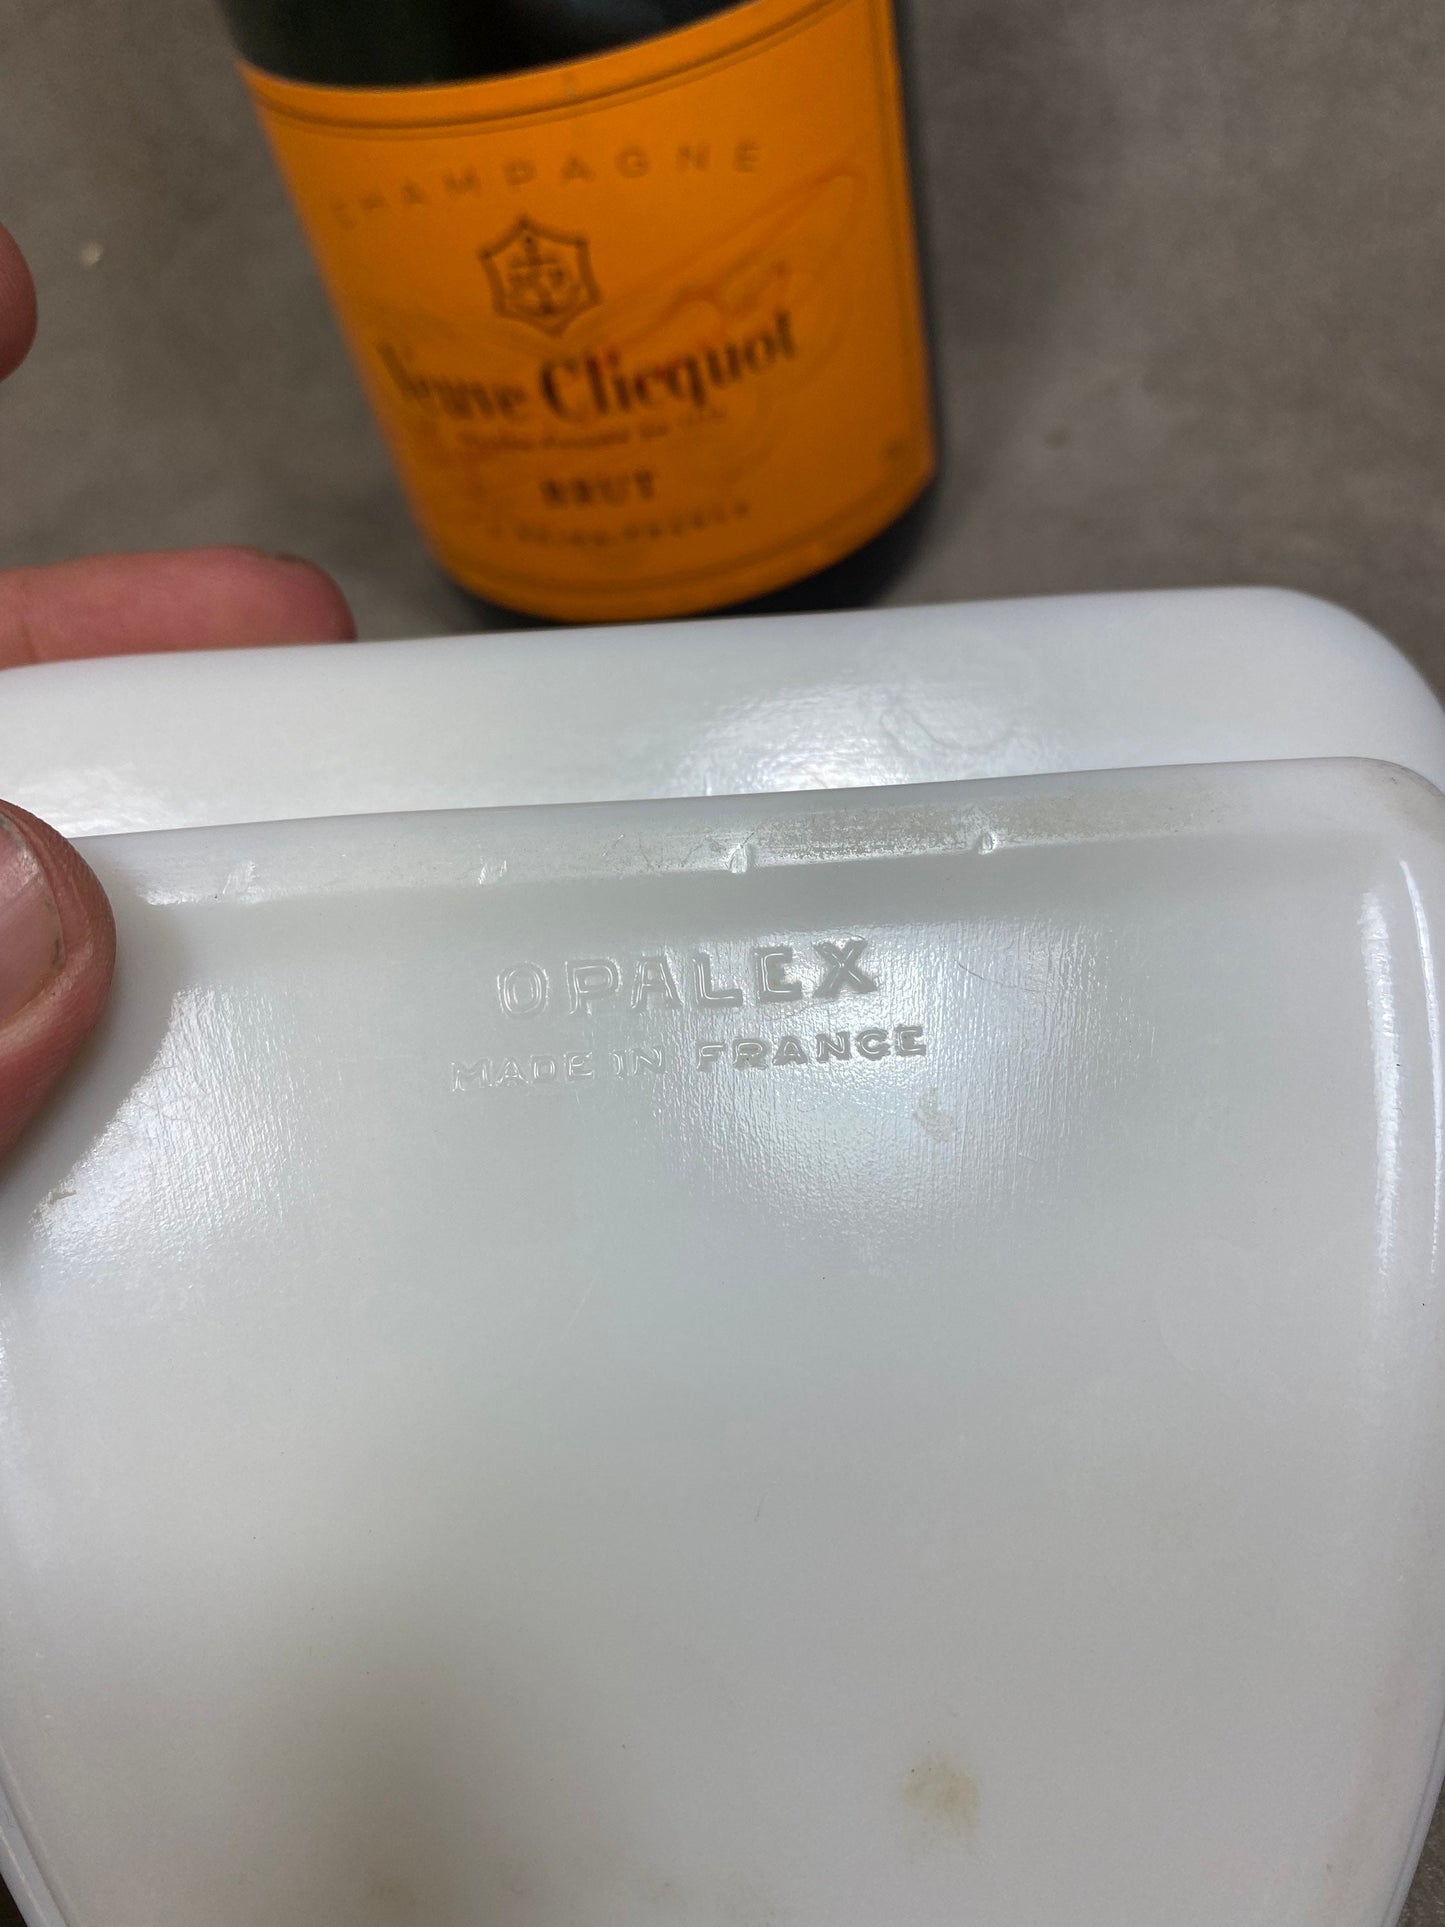 CHAMPAGNE
Veuve Clicquot
BRUT
OPALEX
MADE IN FRANCE